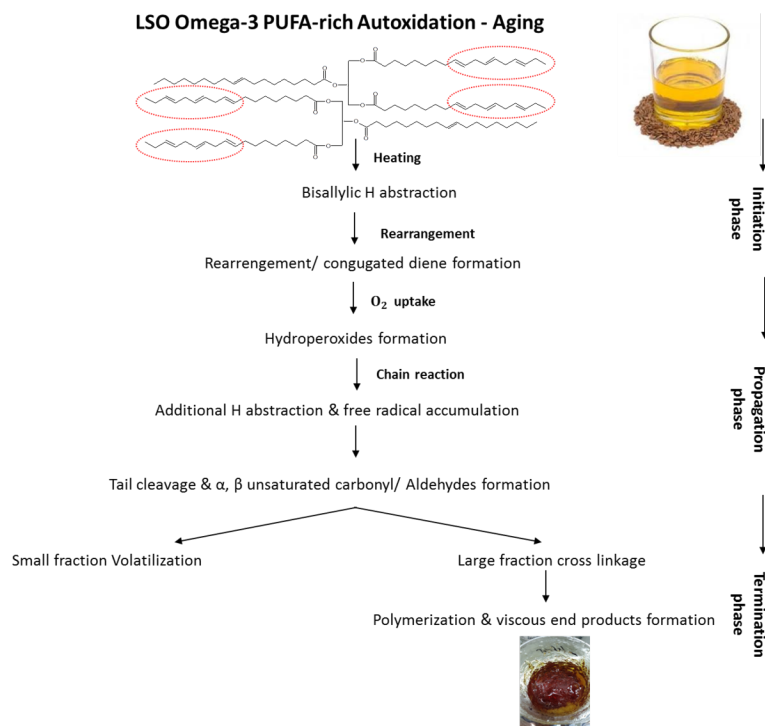 LSO Omega-3 PUFA-rich Autoxidation - Aging
Heating
Bisallylic H abstraction
Rearrangement
Rearrengement/ congugated diene formation
O₂ uptake
Hydroperoxides formation
Chain reaction
Additional H abstraction & free radical accumulation
Tail cleavage & α, β unsaturated carbonyl/ Aldehydes formation
Small fraction Volatilization
Large fraction cross linkage
Polymerization & viscous end products formation
Initiation
phase
Propagation
phase
Termination
phase